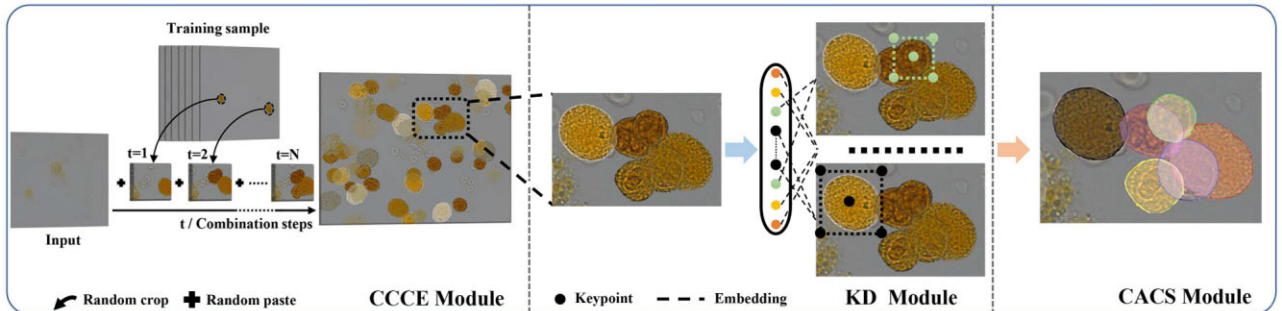 Training sample
t=1
t=2
t=N
t / Combination steps
Input
Random crop
Random paste
CCCE Module
Keypoint
Embedding
KD Module
CACS Module